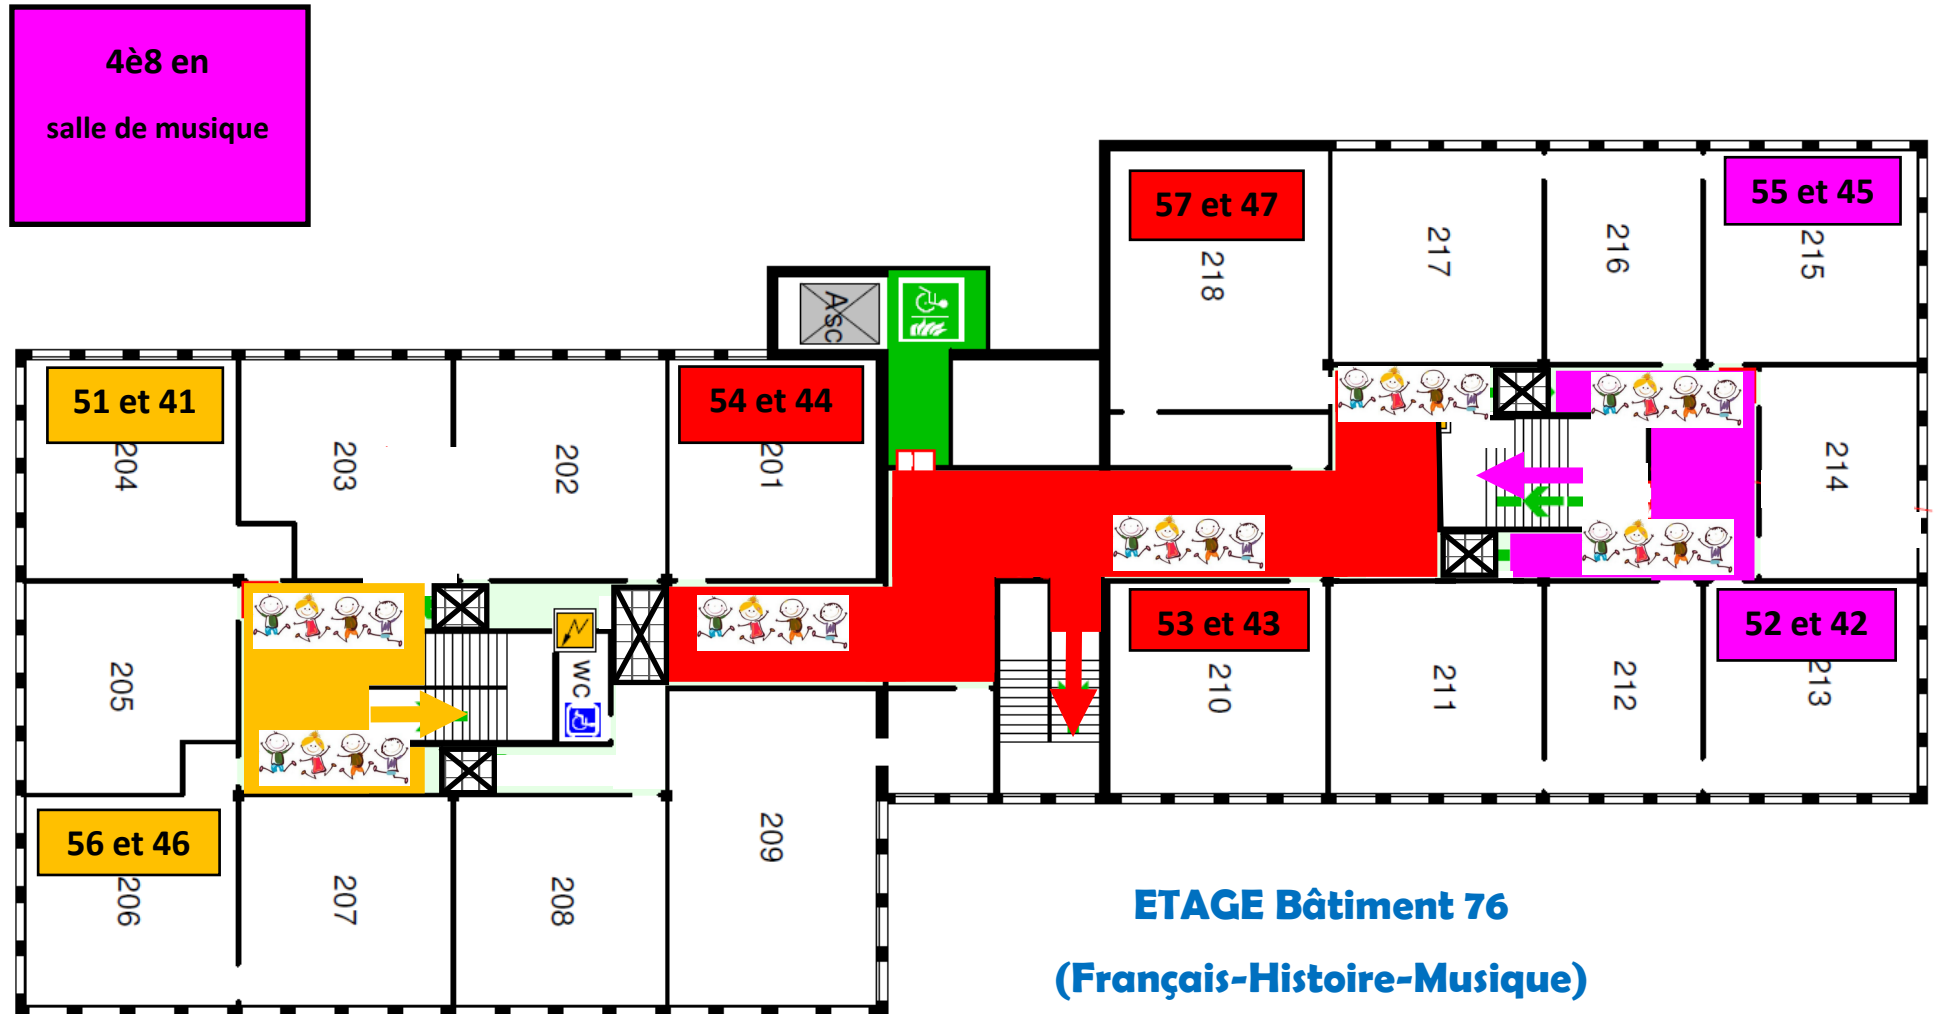 4è8 en
salle de musique
57 et 47
55 et 45
218
217
216
215
Asc
51 et 41
54 et 44
204
203
202
201
214
205
WC
53 et 43
52 et 42
210
211
212
213
56 et 46
206
207
208
209
ETAGE Bâtiment 76
(Français-Histoire-Musique)